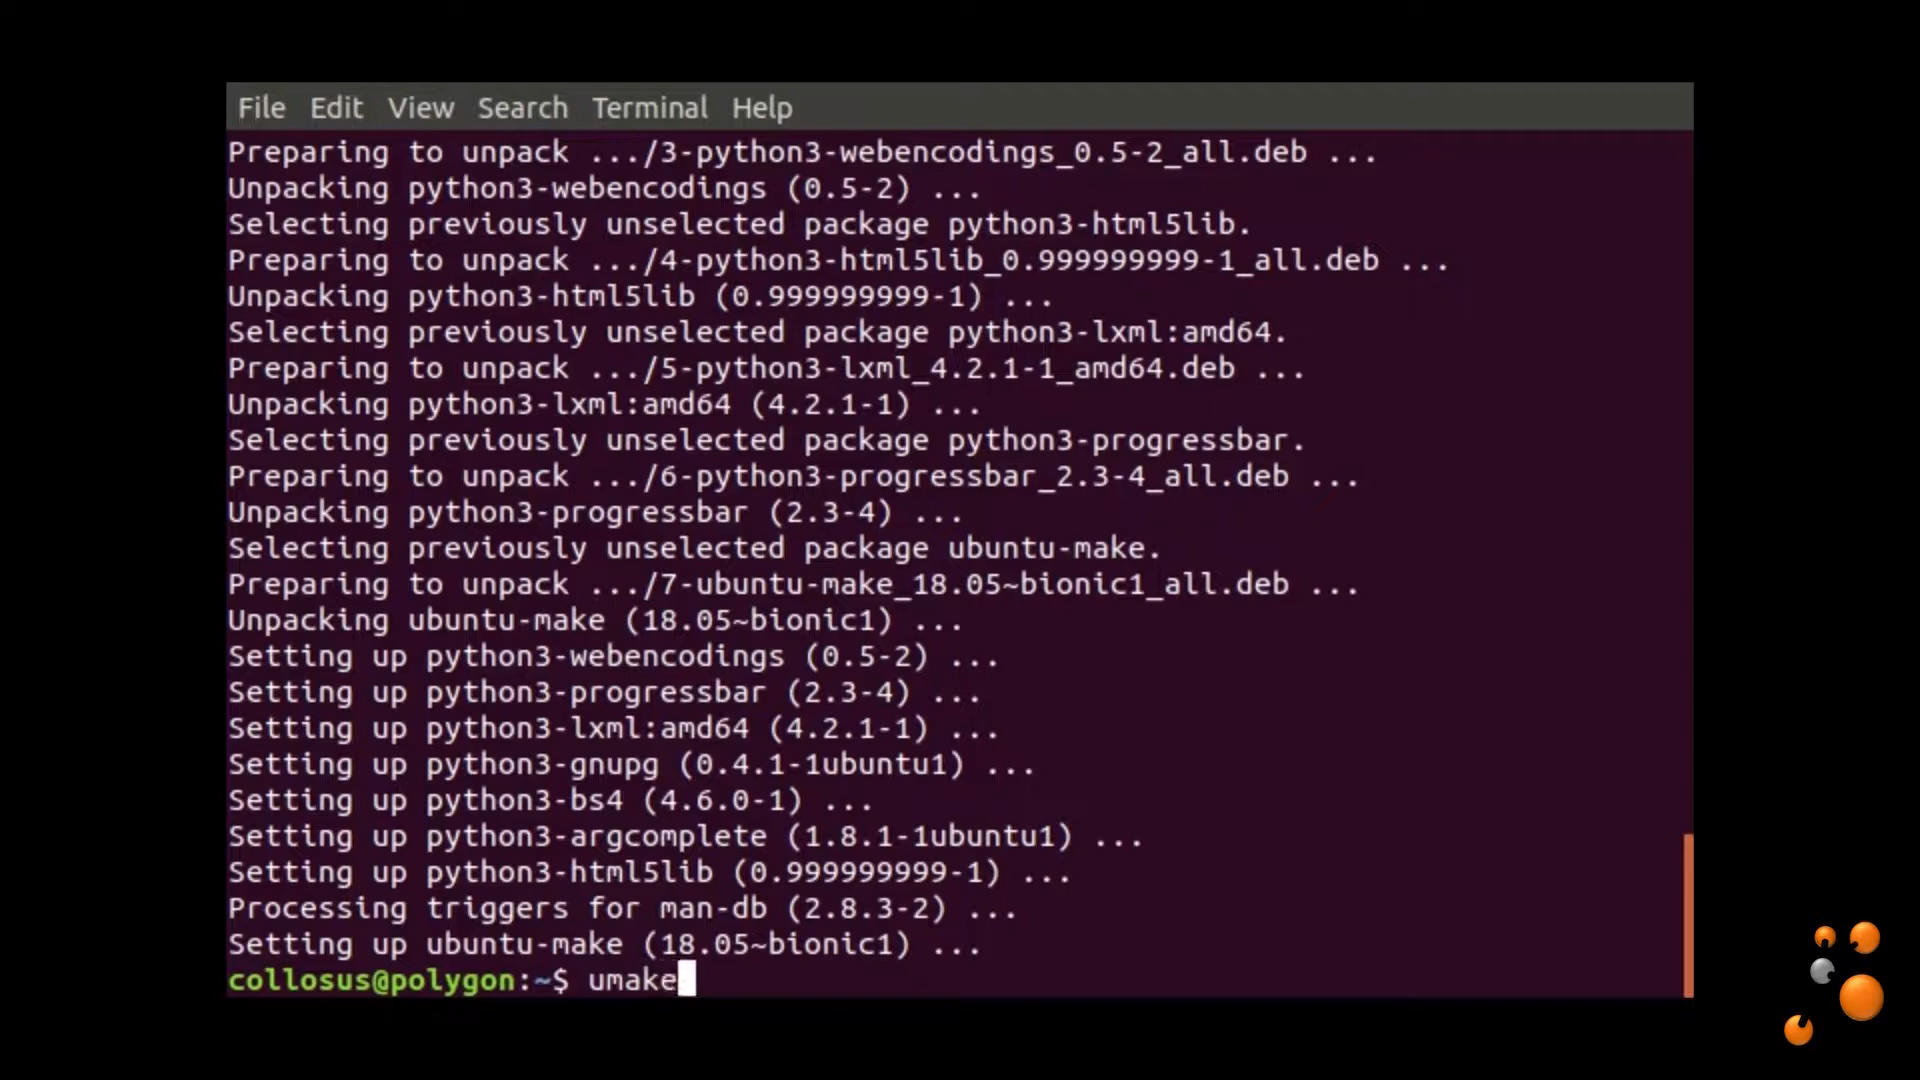 File Edit View Search Terminal Help
Preparing to unpack .../3-python3-webencodings_0.5-2_all.deb ...
Unpacking python3-webencodings (0.5-2) ...
Selecting previously unselected package python3-html5lib.
Preparing to unpack .../4-python3-html5lib_0.999999999-1_all.deb ...
Unpacking python3-html5lib (0.999999999-1) ...
Selecting previously unselected package python3-lxml:amd64.
Preparing to unpack .../5-python3-lxml_4.2.1-1_amd64.deb ...
Unpacking python3-lxml:amd64 (4.2.1-1) ...
Selecting previously unselected package python3-progressbar.
Preparing to unpack .../6-python3-progressbar_2.3-4_all.deb ...
Unpacking python3-progressbar (2.3-4) ...
Selecting previously unselected package ubuntu-make.
Preparing to unpack .../7-ubuntu-make_18.05~bionic1_all.deb ...
Unpacking ubuntu-make (18.05~bionic1) ...
Setting up python3-webencodings (0.5-2) ...
Setting up python3-progressbar (2.3-4) ...
Setting up python3-lxml:amd64 (4.2.1-1) ...
Setting up python3-gnupg (0.4.1-1ubuntu1) ...
Setting up python3-bs4 (4.6.0-1) ...
Setting up python3-argcomplete (1.8.1-1ubuntu1) ...
Setting up python3-html5lib (0.999999999-1) ...
Processing triggers for man-db (2.8.3-2) ...
Setting up ubuntu-make (18.05~bionic1) ...
collosus@polygon:~$ umake